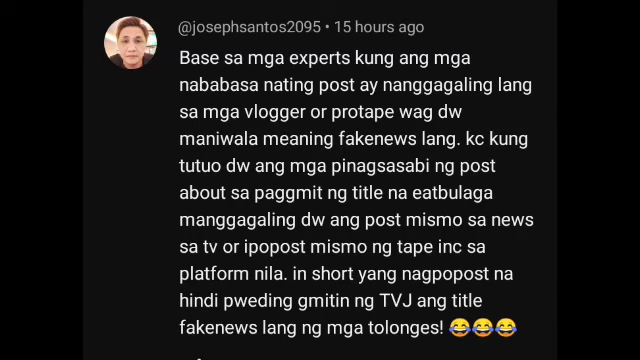 @josephsantos2095 • 15 hours ago
Base sa mga experts kung ang mga
nababasa nating post ay nanggagaling lang
sa mga vlogger or protape wag dw
maniwala meaning fakenews lang. kc kung
tutuo dw ang mga pinagsasabi ng post
about sa paggmit ng title na eatbulaga
manggagaling dw ang post mismo sa news
sa tv or ipopost mismo ng tape inc sa
platform nila. in short yang nagpopost na
hindi pweding gmitin ng TVJ ang title
fakenews lang ng mga tolonges! 😂😂😂